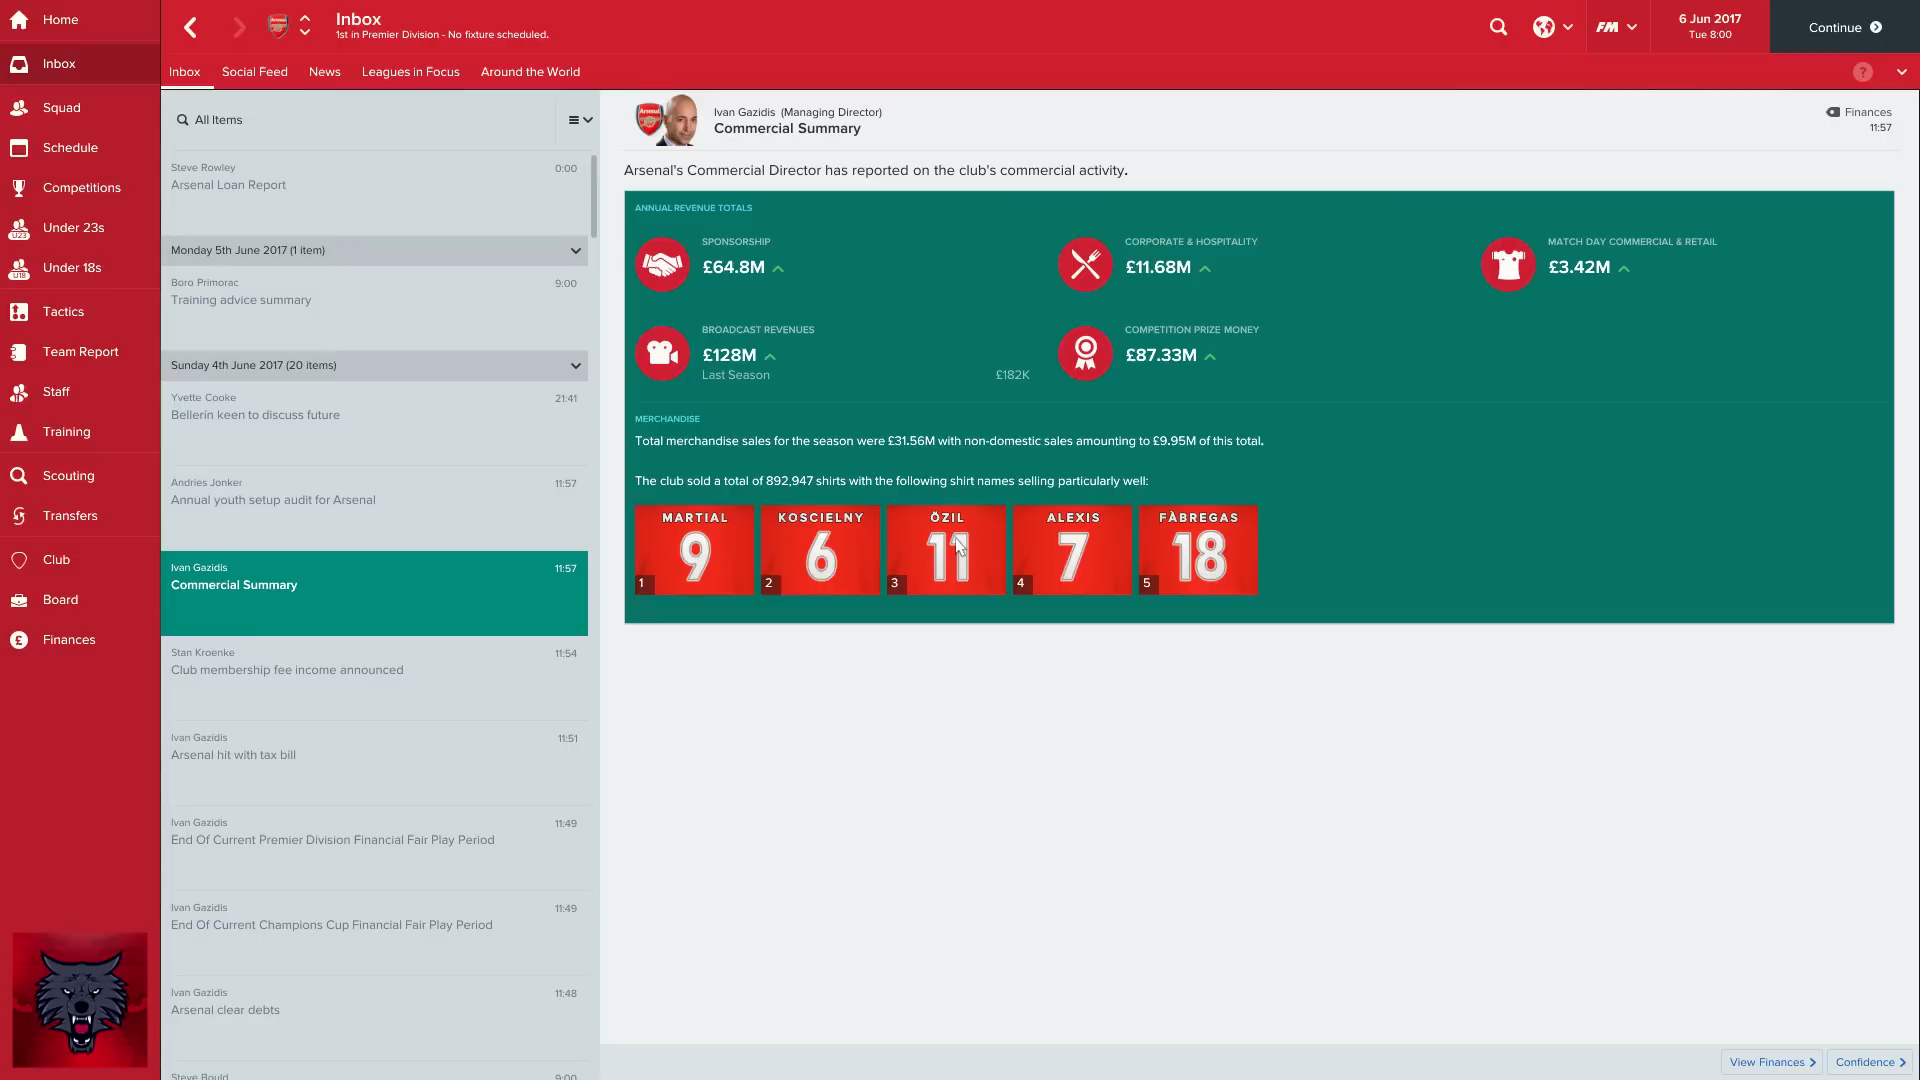 Home
Inbox
Squad
Schedule
Competitions
Under 23s
Under 18s
Tactics
Team Report
Staff
Training
Scouting
Transfers
Club
Board
Finances
Inbox
1st in Premier Division - No fixture scheduled.
FM
6 Jun 2017
Tue 8:00
Continue
Inbox
Social Feed
News
Leagues in Focus
Around the World
?
All Items
Steve Rowley 0:00
Arsenal Loan Report
Monday 5th June 2017 (1 item)
Boro Primorac 9:00
Training advice summary
Sunday 4th June 2017 (20 items)
Yvette Cooke 21:41
Bellerín keen to discuss future
Andries Jonker 11:57
Annual youth setup audit for Arsenal
Ivan Gazidis 11:57
Commercial Summary
Stan Kroenke 11:54
Club membership fee income announced
Ivan Gazidis 11:51
Arsenal hit with tax bill
Ivan Gazidis 11:49
End Of Current Premier Division Financial Fair Play Period
Ivan Gazidis 11:49
End Of Current Champions Cup Financial Fair Play Period
Ivan Gazidis 11:48
Arsenal clear debts
Steve Bould 9:00
Ivan Gazidis (Managing Director)
Commercial Summary
Finances
11:57
Arsenal's Commercial Director has reported on the club's commercial activity.
ANNUAL REVENUE TOTALS
SPONSORSHIP
£64.8M
CORPORATE & HOSPITALITY
£11.68M
MATCH DAY COMMERCIAL & RETAIL
£3.42M
BROADCAST REVENUES
£128M
Last Season £182K
COMPETITION PRIZE MONEY
£87.33M
MERCHANDISE
Total merchandise sales for the season were £31.56M with non-domestic sales amounting to £9.95M of this total.
The club sold a total of 892,947 shirts with the following shirt names selling particularly well:
MARTIAL
9
1
KOSCIELNY
6
2
ÖZIL
11
3
ALEXIS
7
4
FÀBREGAS
18
5
View Finances
Confidence